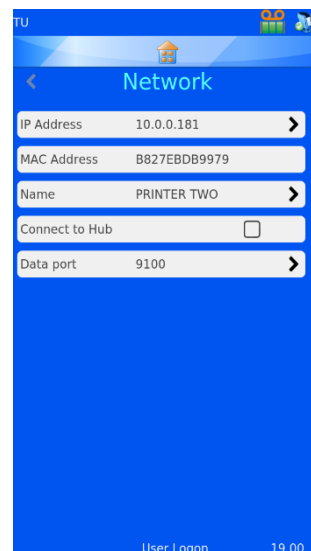 TU
Network
IP Address 10.0.0.181
MAC Address B827EBDB9979
Name PRINTER TWO
Connect to Hub
Data port 9100
User Logon 19.00